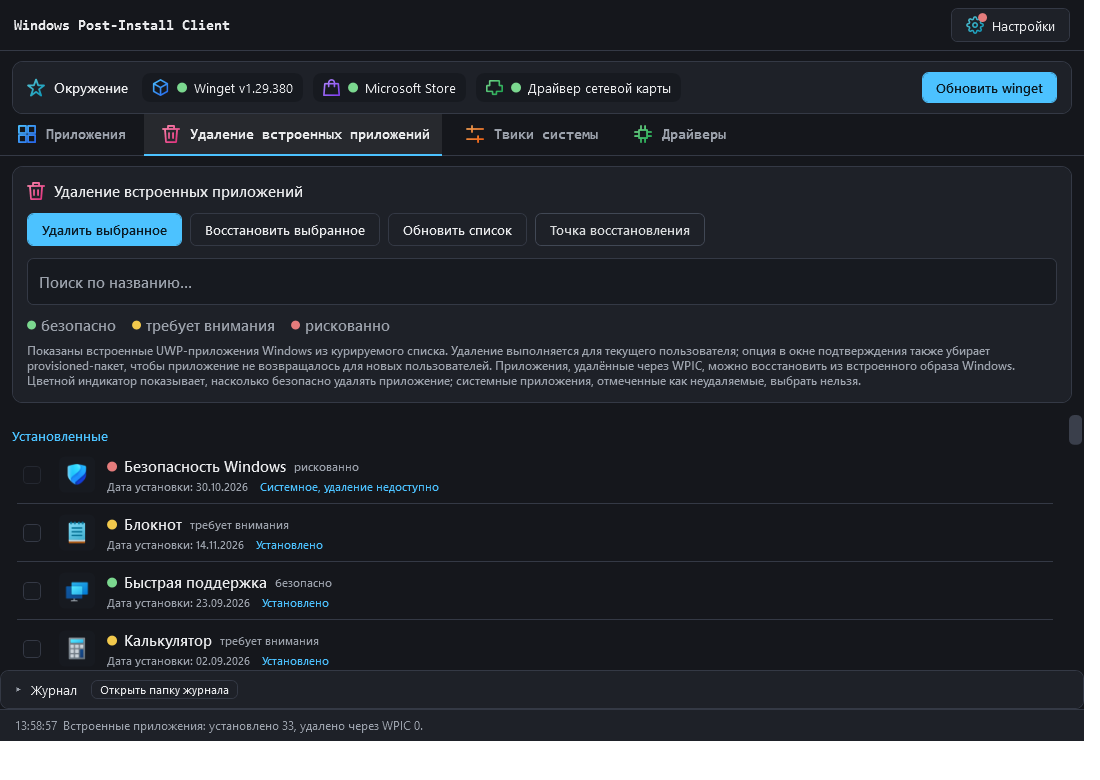 Windows Post-Install Client
Настройки
Окружение
Winget v1.29.380
Microsoft Store
Драйвер сетевой карты
Обновить winget
Приложения
Удаление встроенных приложений
Твики системы
Драйверы
Удаление встроенных приложений
Удалить выбранное
Восстановить выбранное
Обновить список
Точка восстановления
Поиск по названию...
безопасно
требует внимания
рискованно
Показаны встроенные UWP-приложения Windows из курируемого списка. Удаление выполняется для текущего пользователя; опция в окне подтверждения также убирает
provisioned-пакет, чтобы приложение не возвращалось для новых пользователей. Приложения, удалённые через WPIC, можно восстановить из встроенного образа Windows.
Цветной индикатор показывает, насколько безопасно удалять приложение; системные приложения, отмеченные как неудаляемые, выбрать нельзя.
Установленные
Безопасность Windows рискованно
Дата установки: 30.10.2026 Системное, удаление недоступно
Блокнот требует внимания
Дата установки: 14.11.2026 Установлено
Быстрая поддержка безопасно
Дата установки: 23.09.2026 Установлено
Калькулятор требует внимания
Дата установки: 02.09.2026 Установлено
Журнал
Открыть папку журнала
13:58:57 Встроенные приложения: установлено 33, удалено через WPIC 0.